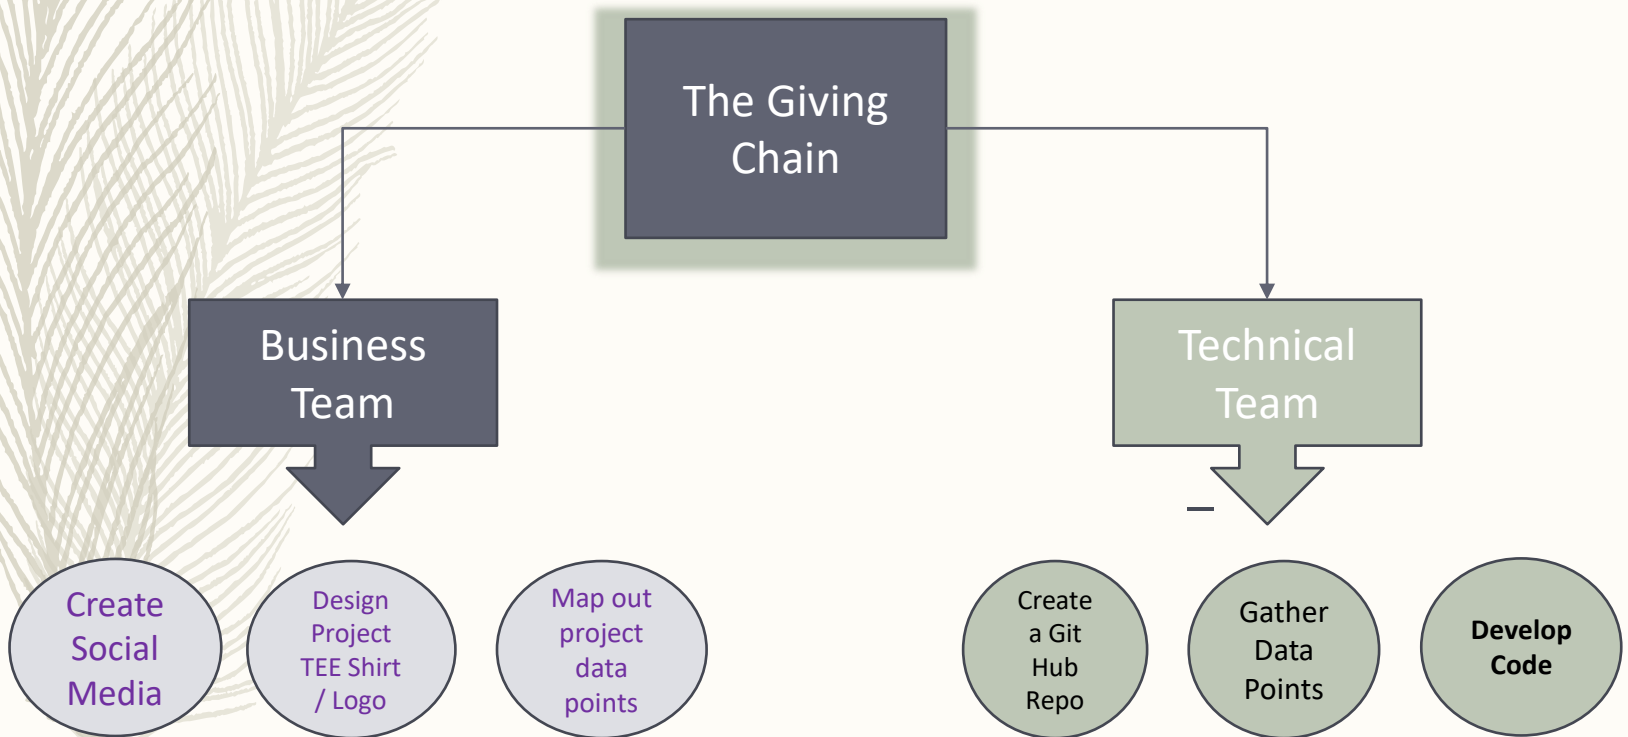 The Giving
Chain
Business
Team
Technical
Team
Create
Social
Media
Design
Project
TEE Shirt
/ Logo
Map out
project
data
points
Create
a Git
Hub
Repo
Gather
Data
Points
Develop
Code